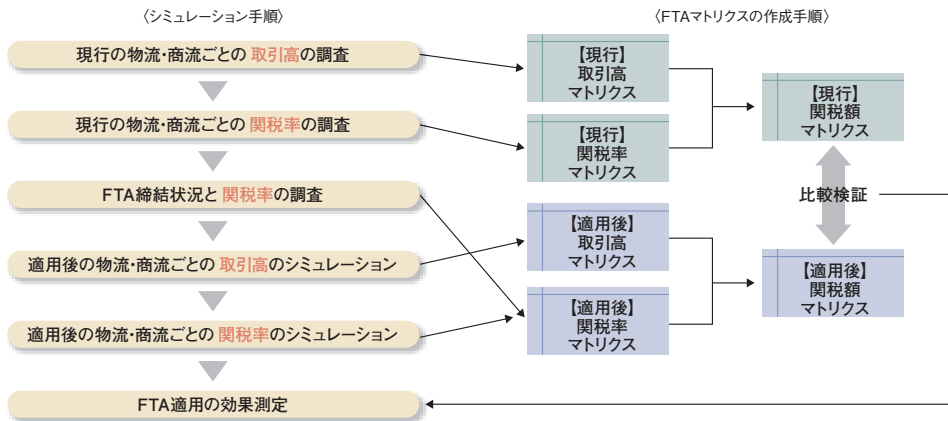 〈シミュレーション手順〉
現行の物流・商流ごとの 取引高の調査
現行の物流・商流ごとの 関税率の調査
FTA締結状況と 関税率の調査
適用後の物流・商流ごとの 取引高のシミュレーション
適用後の物流・商流ごとの 関税率のシミュレーション
FTA適用の効果測定
〈FTAマトリクスの作成手順〉
【現行】
取引高
マトリクス
【現行】
関税率
マトリクス
【適用後】
取引高
マトリクス
【適用後】
関税率
マトリクス
【現行】
関税額
マトリクス
比較検証
【適用後】
関税額
マトリクス